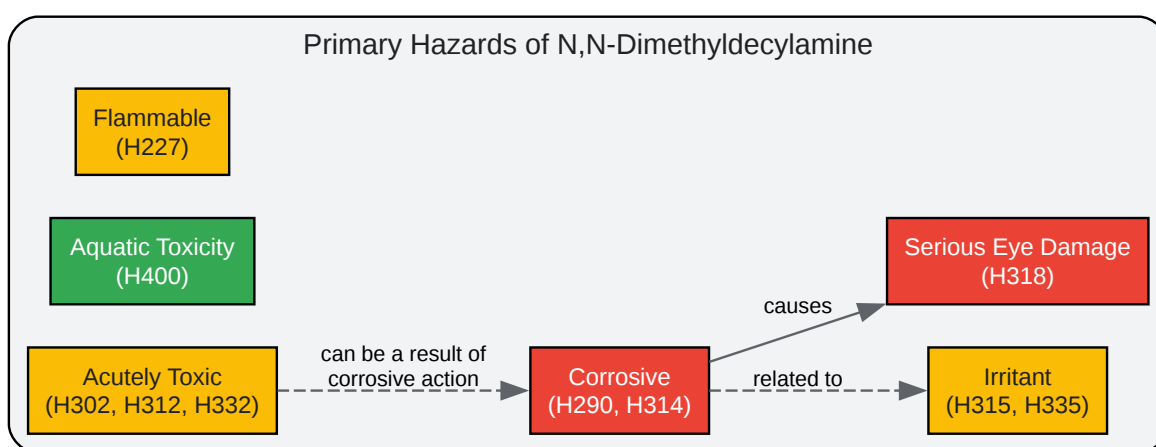 Primary Hazards of N,N-Dimethyldecylamine
Flammable
(H227)
Aquatic Toxicity
(H400)
Serious Eye Damage
(H318)
causes
Acutely Toxic
(H302, H312, H332)
can be a result of
corrosive action
Corrosive
(H290, H314)
related to
Irritant
(H315, H335)